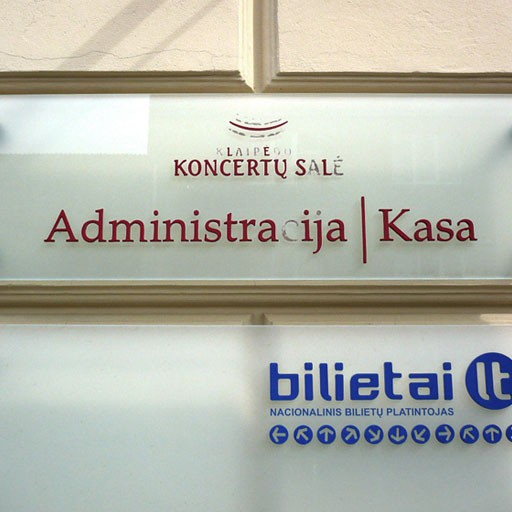 KLAIPĖDOS
KONCERTŲ SALĖ
Administracija | Kasa
bilietai lt
NACIONALINIS BILIETŲ PLATINTOJAS